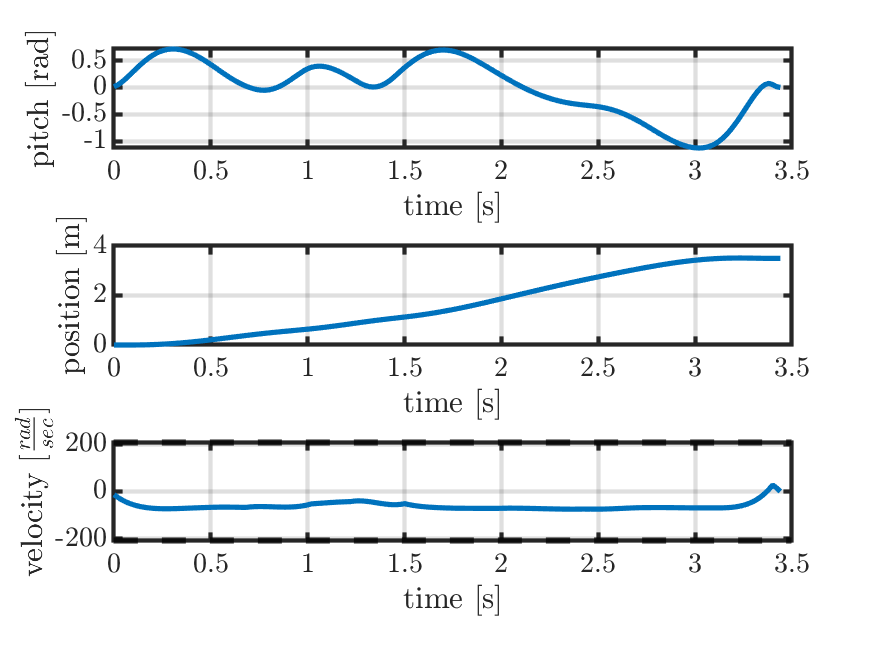 pitch [rad]
0.5
0
-0.5
-1
0 0.5 1 1.5 2 2.5 3 3.5
time [s]
position [m]
4
2
0
0 0.5 1 1.5 2 2.5 3 3.5
time [s]
velocity [rad/sec]
200
0
-200
0 0.5 1 1.5 2 2.5 3 3.5
time [s]